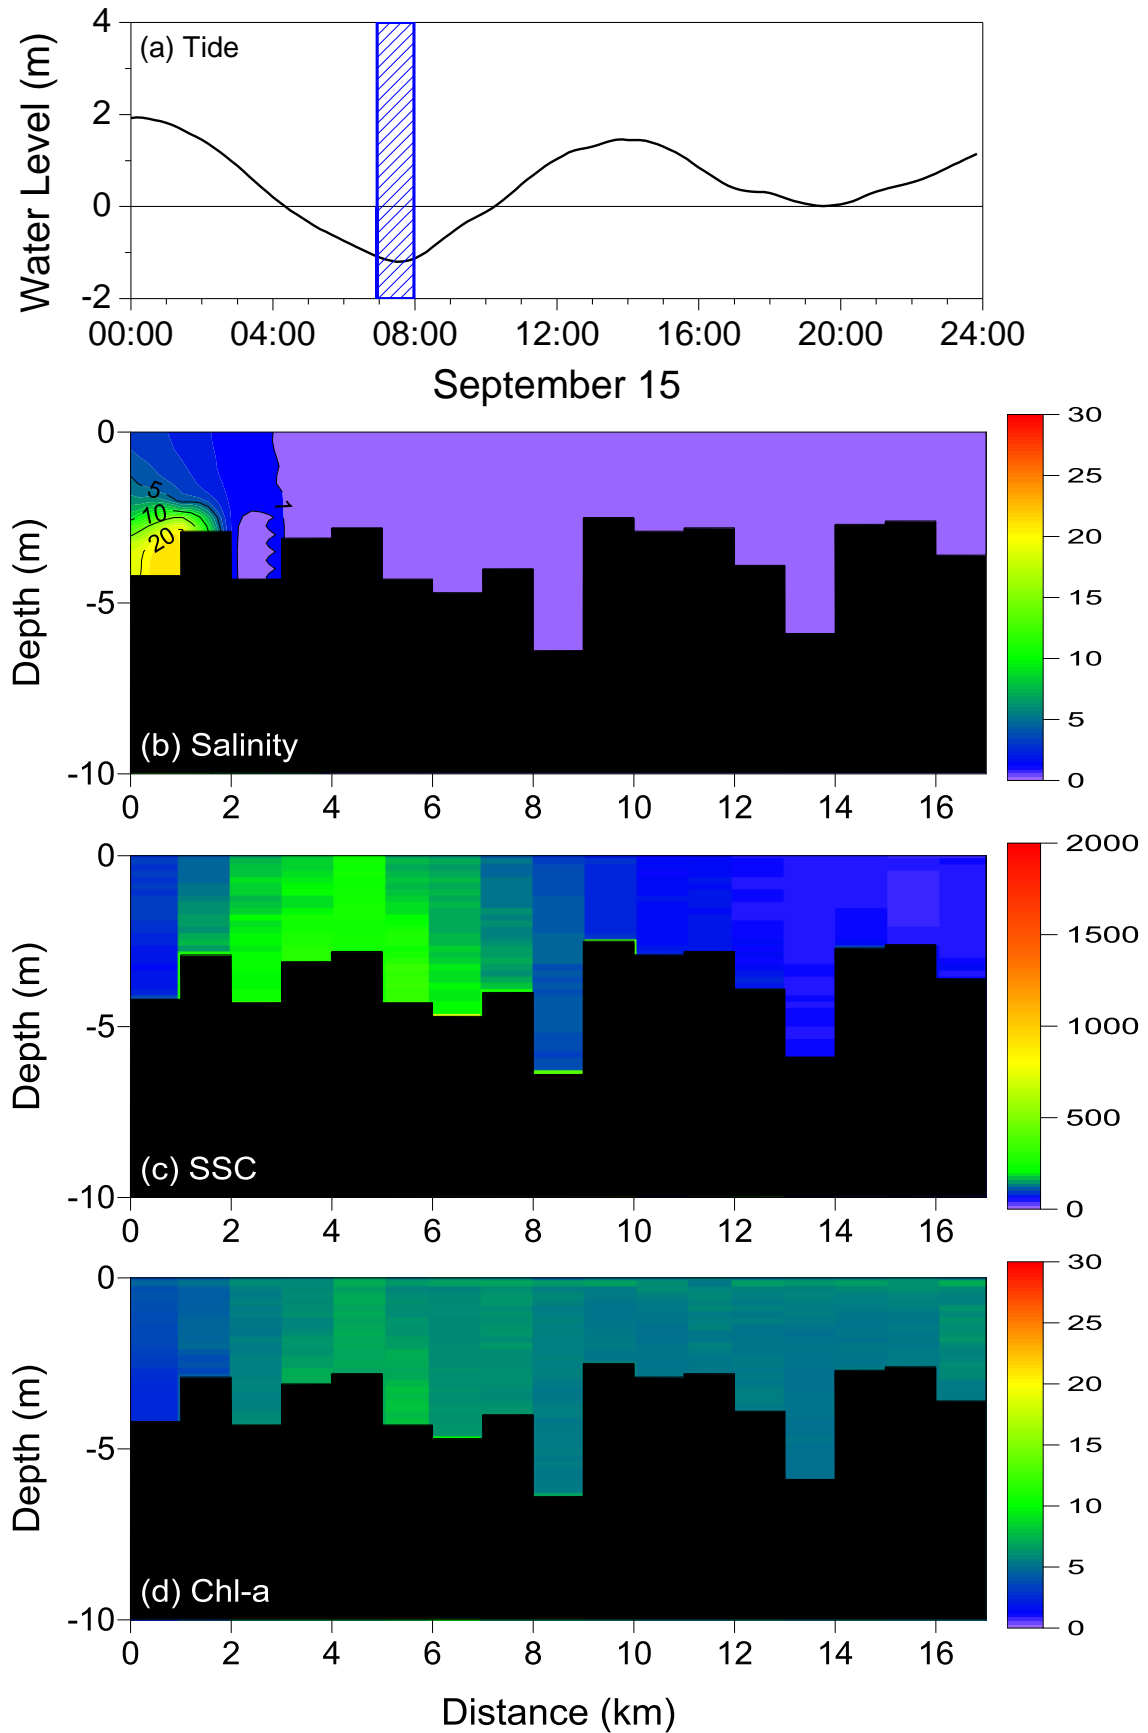 (a) Tide
Water Level (m)
4
2
0
-2
00:00 04:00 08:00 12:00 16:00 20:00 24:00
September 15
Depth (m)
0
-5
-10
5
10
20
1
(b) Salinity
0 2 4 6 8 10 12 14 16
30
25
20
15
10
5
0
Depth (m)
0
-5
-10
(c) SSC
0 2 4 6 8 10 12 14 16
2000
1500
1000
500
0
Depth (m)
0
-5
-10
(d) Chl-a
0 2 4 6 8 10 12 14 16
30
25
20
15
10
5
0
Distance (km)